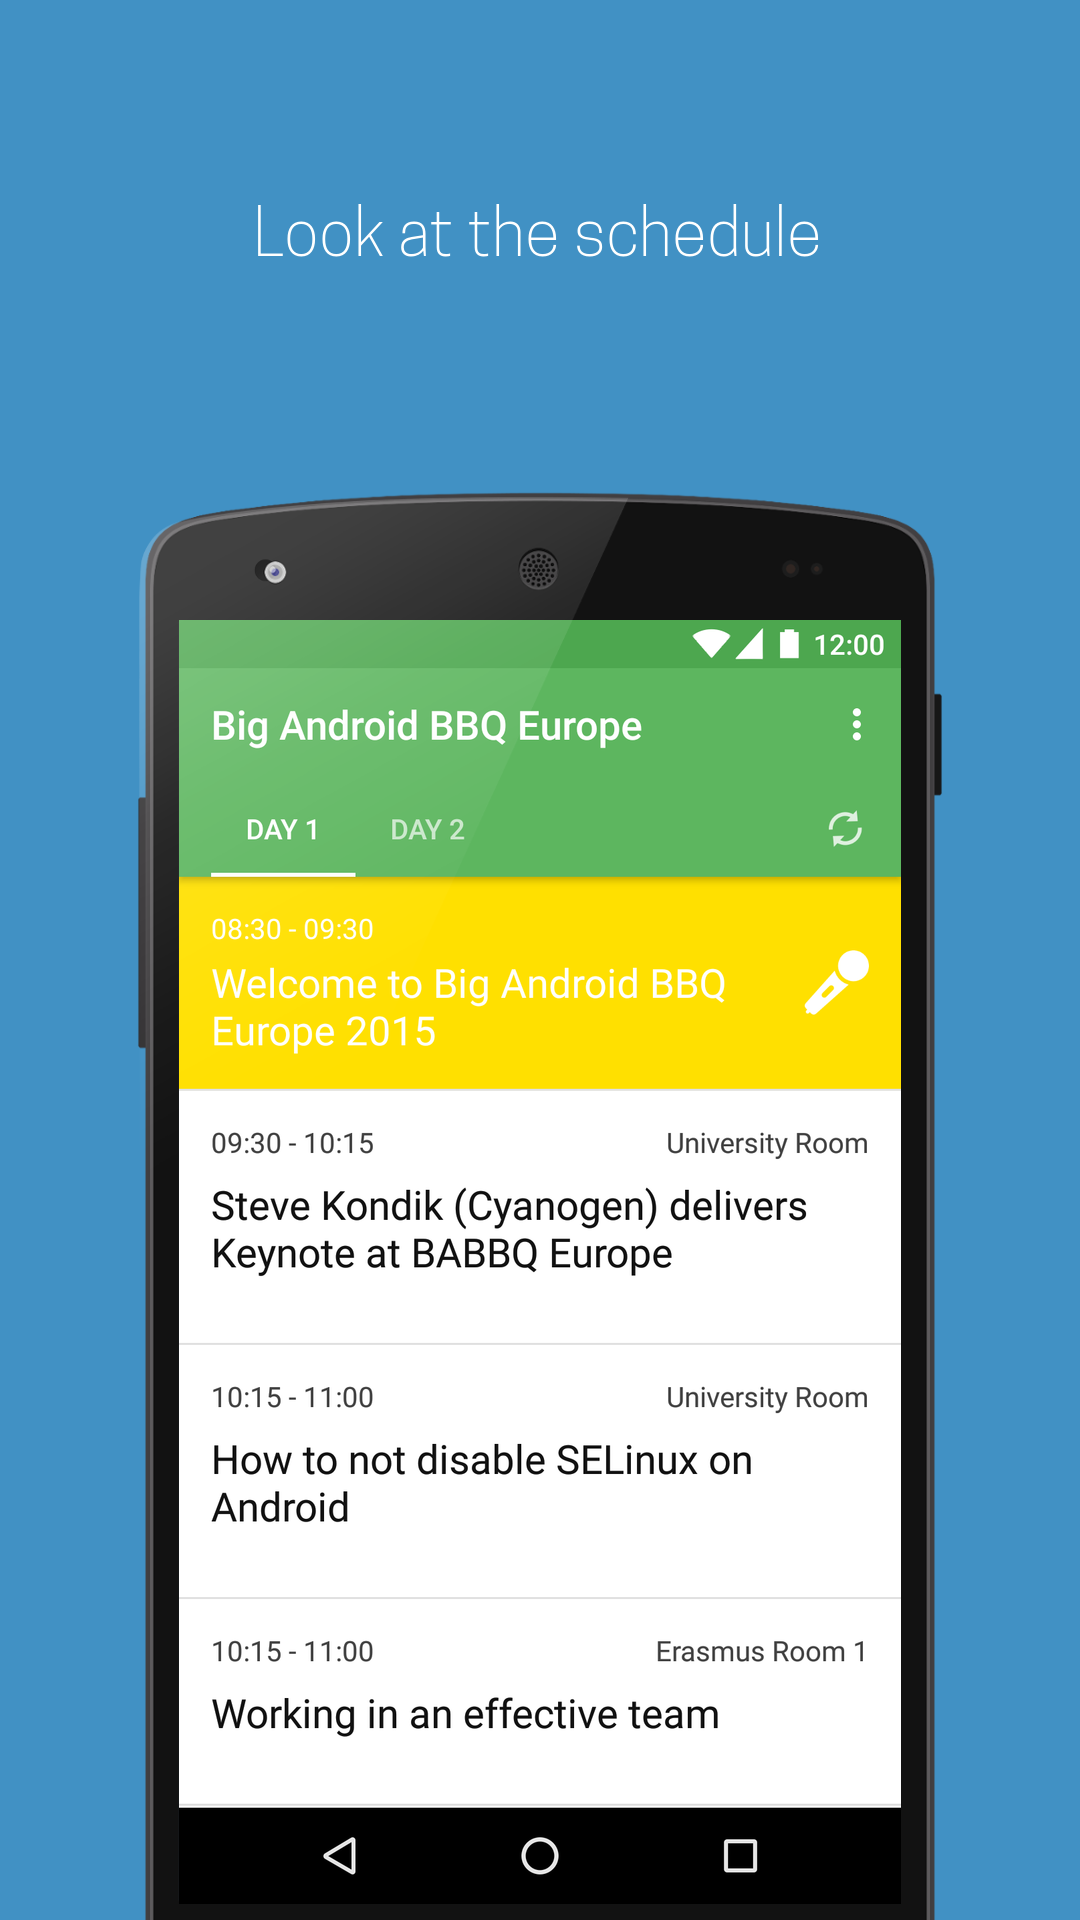 Look at the schedule
12:00
Big Android BBQ Europe
DAY 1 DAY 2
08:30 - 09:30
Welcome to Big Android BBQ
Europe 2015
09:30 - 10:15 University Room
Steve Kondik (Cyanogen) delivers
Keynote at BABBQ Europe
10:15 - 11:00 University Room
How to not disable SELinux on
Android
10:15 - 11:00 Erasmus Room 1
Working in an effective team